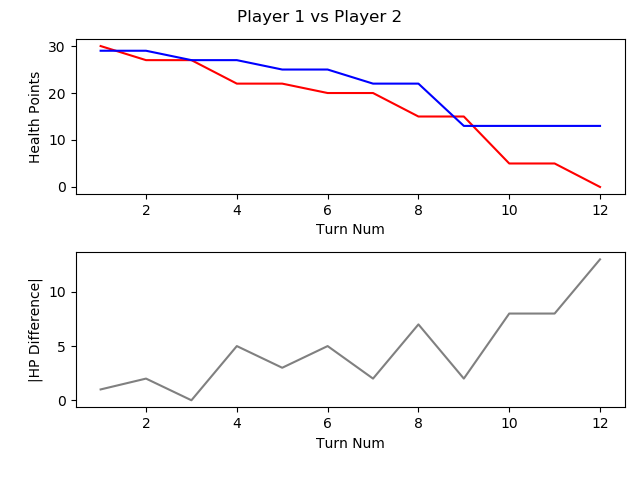 Player 1 vs Player 2
30
20
10
0
Health Points
2 4 6 8 10 12
Turn Num
10
5
0
|HP Difference|
2 4 6 8 10 12
Turn Num